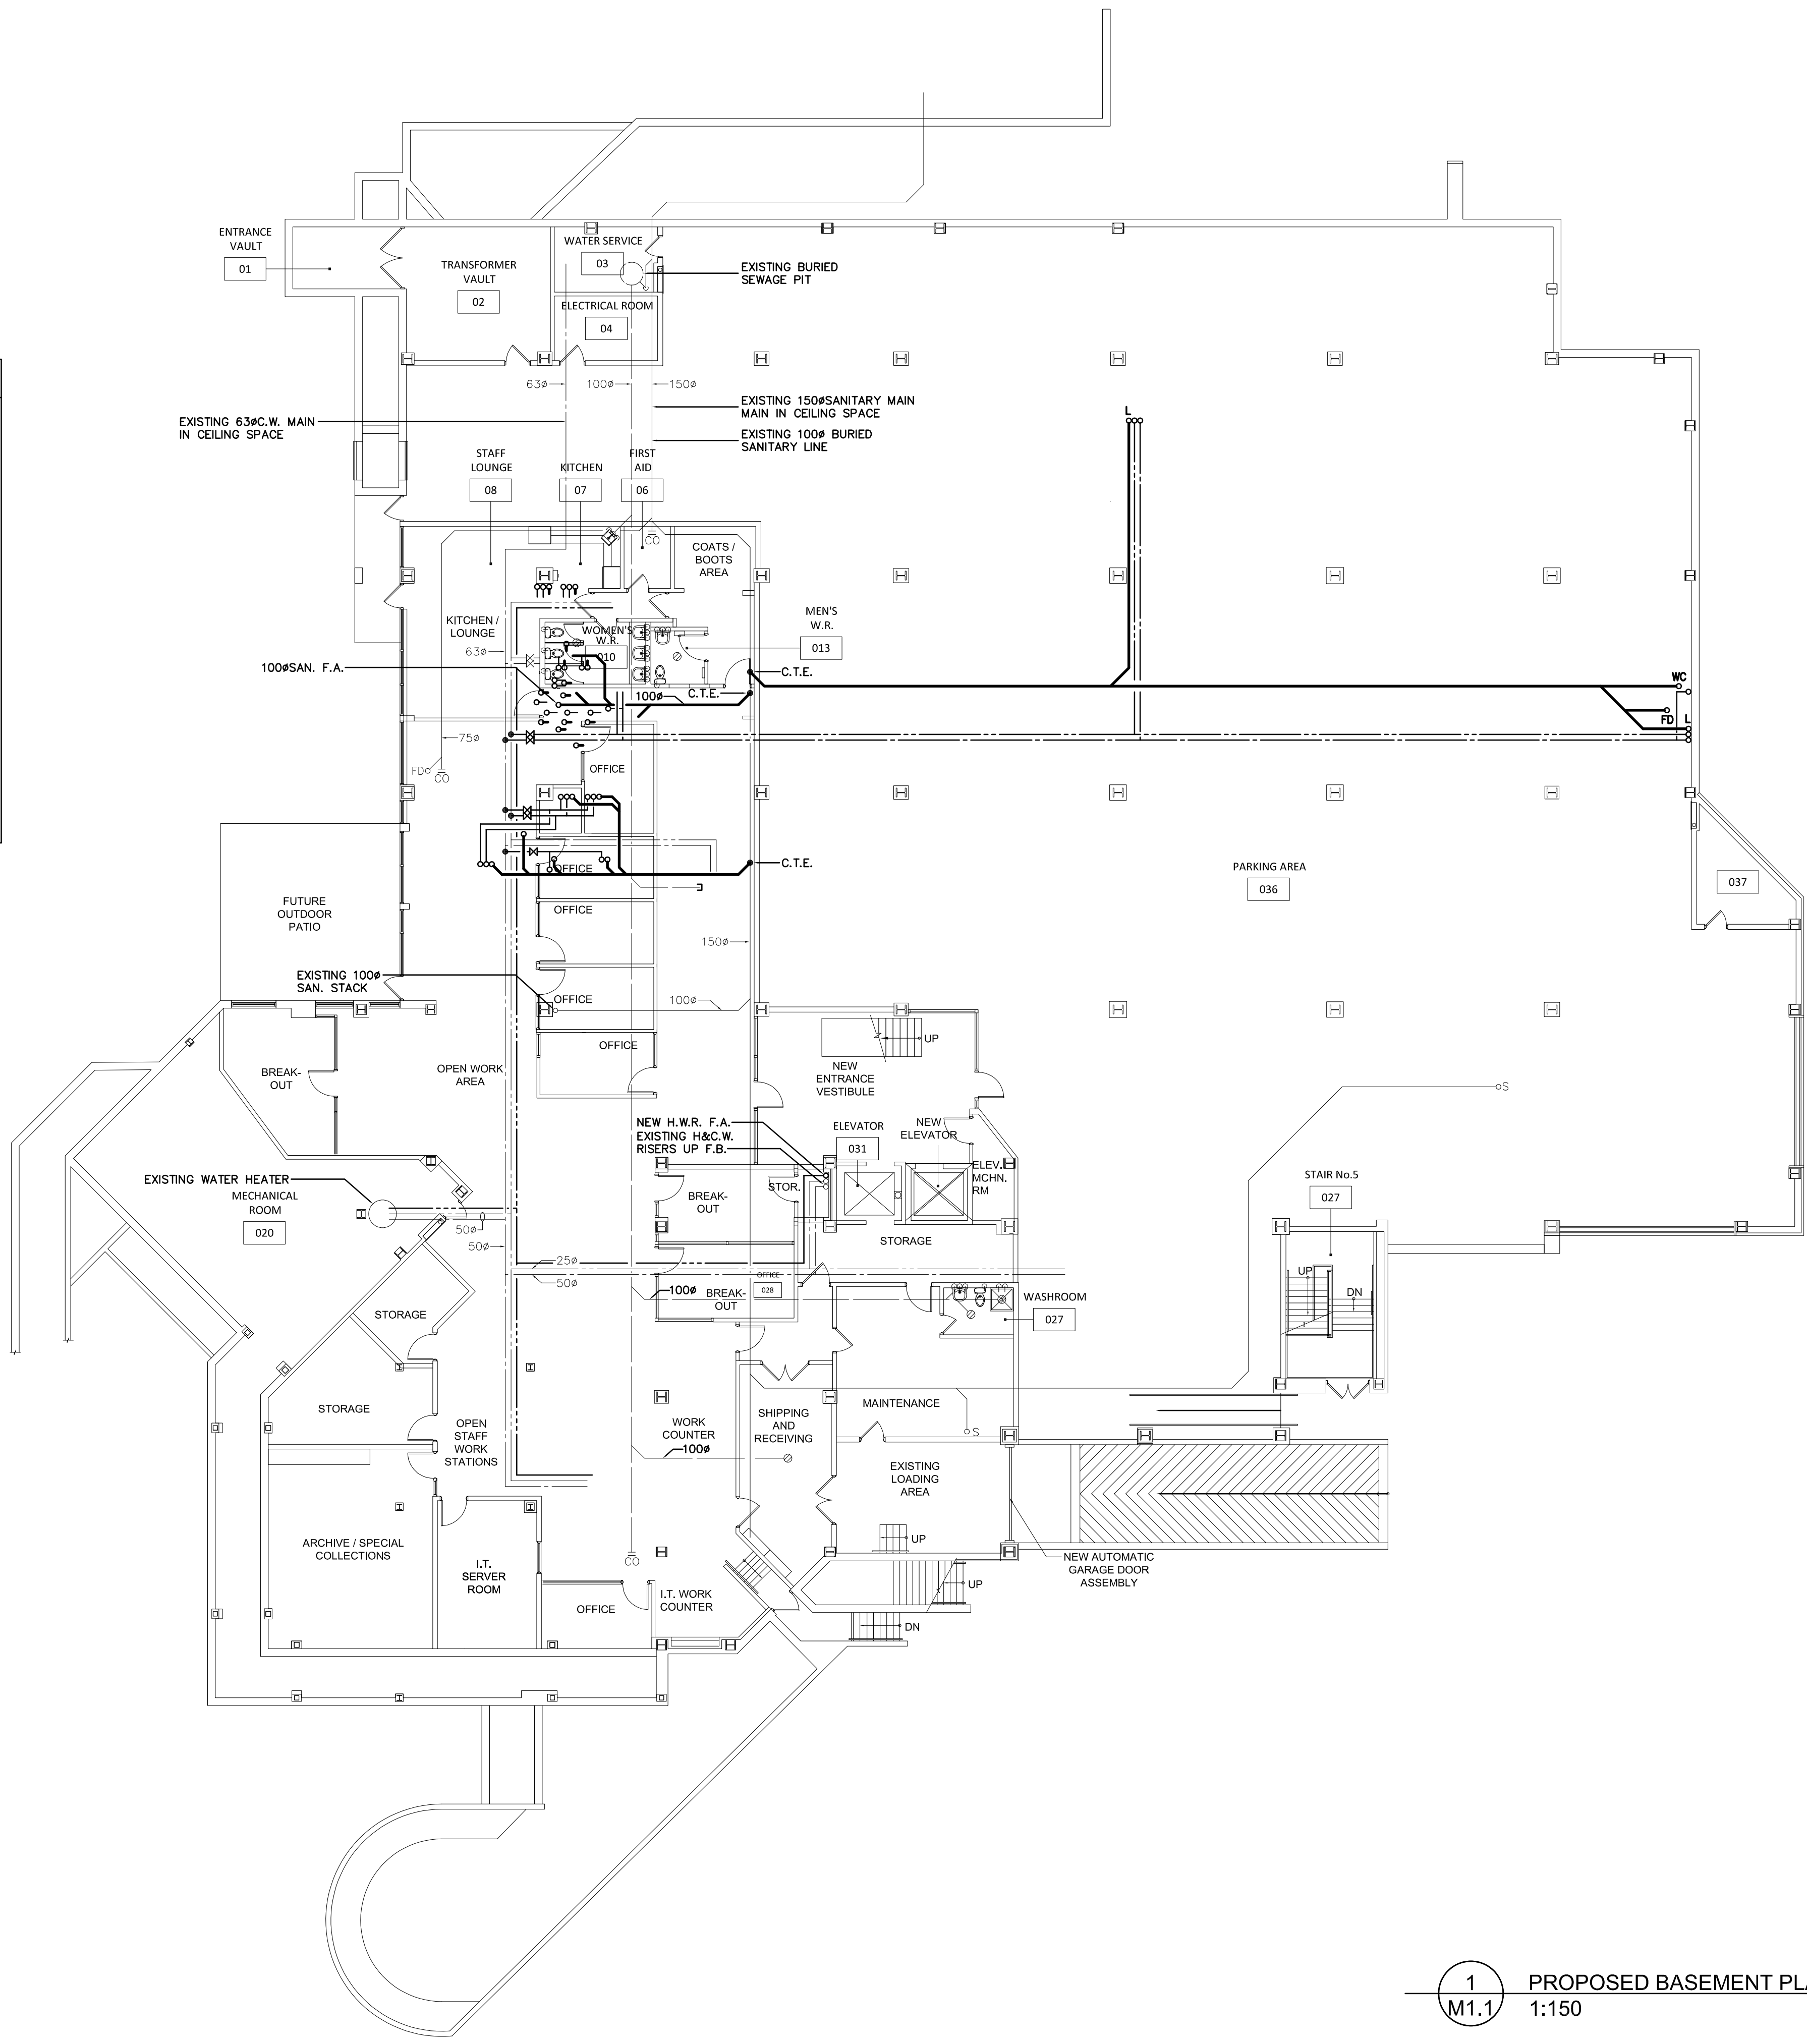 ENTRANCE
VAULT
01
TRANSFORMER
VAULT
02
WATER SERVICE
03
ELECTRICAL ROOM
04
EXISTING BURIED
SEWAGE PIT
63ø
100ø
150ø
EXISTING 63øC.W. MAIN
IN CEILING SPACE
EXISTING 150øSANITARY MAIN
MAIN IN CEILING SPACE
EXISTING 100ø BURIED
SANITARY LINE
L
STAFF
LOUNGE
08
KITCHEN
07
FIRST
AID
06
CO
COATS /
BOOTS
AREA
KITCHEN /
LOUNGE
63ø
WOMEN'S
W.R.
010
MEN'S
W.R.
013
100øSAN. F.A.
C.T.E.
C.T.E.
100ø
WC
FD
L
75ø
FD
CO
OFFICE
OFFICE
C.T.E.
PARKING AREA
036
037
FUTURE
OUTDOOR
PATIO
OFFICE
150ø
EXISTING 100ø
SAN. STACK
OFFICE
100ø
OFFICE
BREAK-
OUT
OPEN WORK
AREA
UP
NEW
ENTRANCE
VESTIBULE
S
NEW H.W.R. F.A.
EXISTING H&C.W.
RISERS UP F.B.
ELEVATOR
031
NEW
ELEVATOR
ELEV.
MCHN.
RM
STAIR No.5
027
EXISTING WATER HEATER
MECHANICAL
ROOM
020
50ø
50ø
BREAK-
OUT
STOR.
STORAGE
25ø
50ø
100ø
BREAK-
OUT
OFFICE
028
UP
DN
WASHROOM
027
STORAGE
STORAGE
OPEN
STAFF
WORK
STATIONS
WORK
COUNTER
100ø
SHIPPING
AND
RECEIVING
MAINTENANCE
S
EXISTING
LOADING
AREA
ARCHIVE / SPECIAL
COLLECTIONS
I.T.
SERVER
ROOM
CO
UP
UP
NEW AUTOMATIC
GARAGE DOOR
ASSEMBLY
OFFICE
I.T. WORK
COUNTER
DN
1
M1.1
PROPOSED BASEMENT PLA
1:150